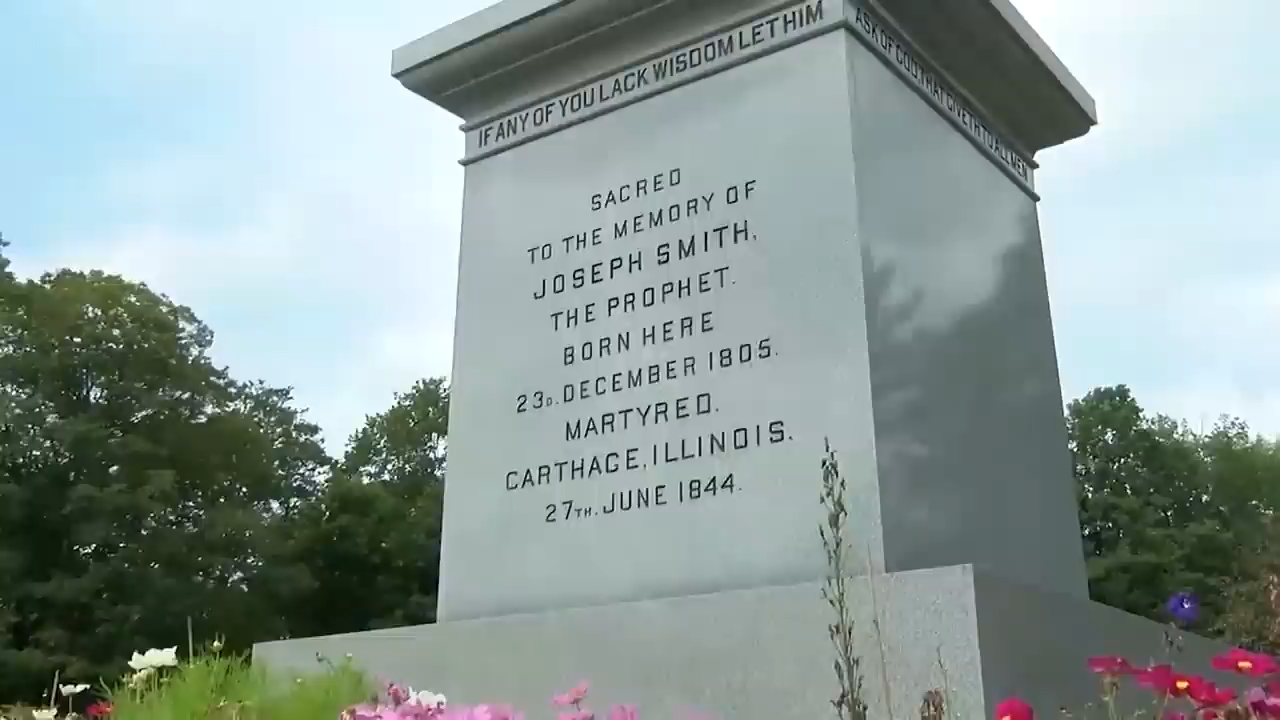 IF ANY OF YOU LACK WISDOM LET HIM
ASK OF GOD THAT GIVETH TO ALL MEN
SACRED
TO THE MEMORY OF
JOSEPH SMITH,
THE PROPHET.
BORN HERE
23D. DECEMBER 1805.
MARTYRED.
CARTHAGE, ILLINOIS.
27TH. JUNE 1844.